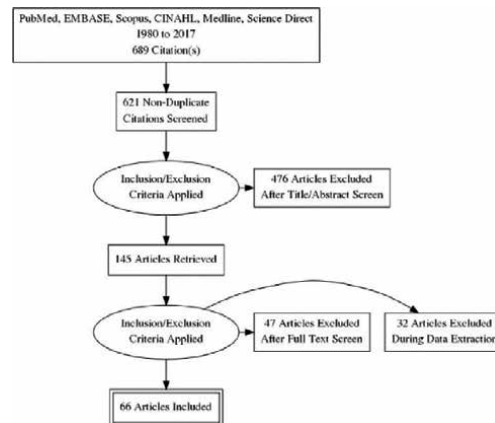 PubMed, EMBASE, Scopus, CINAHL, Medline, Science Direct
1980 to 2017
689 Citation(s)
621 Non-Duplicate
Citations Screened
Inclusion/Exclusion
Criteria Applied
476 Articles Excluded
After Title/Abstract Screen
145 Articles Retrieved
Inclusion/Exclusion
Criteria Applied
47 Articles Excluded
After Full Text Screen
32 Articles Excluded
During Data Extraction
66 Articles Included